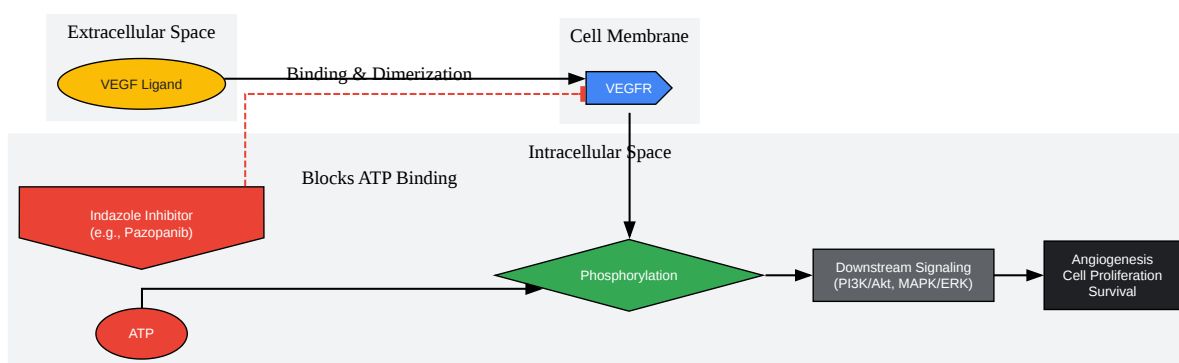 Extracellular Space
Cell Membrane
VEGF Ligand
Binding & Dimerization
VEGFR
Intracellular Space
Blocks ATP Binding
Indazole Inhibitor
(e.g., Pazopanib)
Phosphorylation
Downstream Signaling
(PI3K/Akt, MAPK/ERK)
Angiogenesis
Cell Proliferation
Survival
ATP